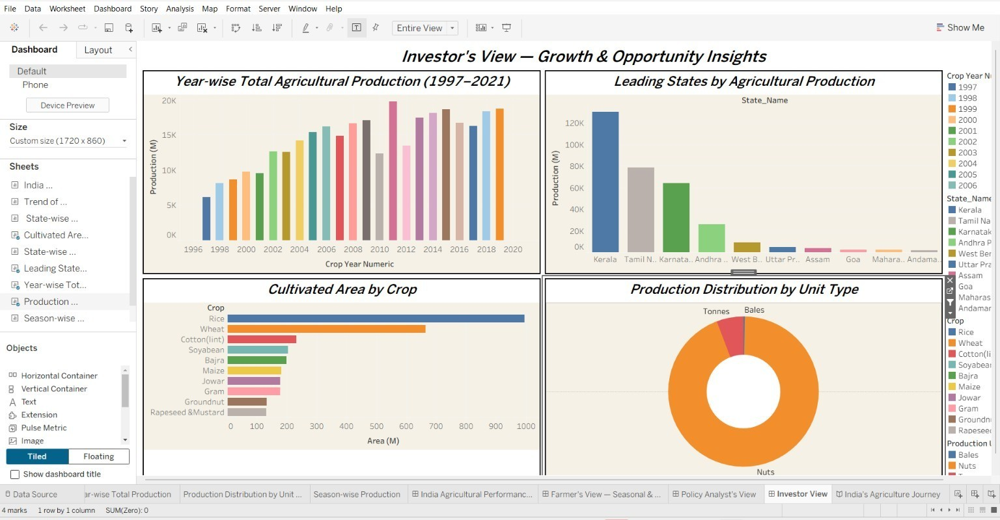 File Data Worksheet Dashboard Story Analysis Map Format Server Window Help
Entire View
Show Me
Dashboard Layout
Default
Phone
Device Preview
Size
Custom size (1720 x 860)
Sheets
India ...
Trend of ...
State-wise ...
Cultivated Are...
State-wise ...
Leading State...
Year-wise Tot...
Production ...
Season-wise ...
Objects
Horizontal Container
Vertical Container
Text
Extension
Pulse Metric
Image
Tiled Floating
Show dashboard title
Investor's View — Growth & Opportunity Insights
Year-wise Total Agricultural Production (1997–2021)
Production (M)
20K
15K
10K
5K
0K
1996 1998 2000 2002 2004 2006 2008 2010 2012 2014 2016 2018 2020
Crop Year Numeric
Leading States by Agricultural Production
State_Name
Production (M)
120K
100K
80K
60K
40K
20K
0K
Kerala Tamil N.. Karnata.. Andhra .. West B.. Uttar Pr.. Assam Goa Mahara.. Andama..
Cultivated Area by Crop
Crop
Rice
Wheat
Cotton(lint)
Soyabean
Bajra
Maize
Jowar
Gram
Groundnut
Rapeseed &Mustard
0 100 200 300 400 500 600 700 800 900 1000
Area (M)
Production Distribution by Unit Type
Tonnes Bales
Nuts
Crop Year Nu
1997
1998
1999
2000
2001
2002
2003
2004
2005
2006
State_Name
Kerala
Tamil Na
Karnatak
Andhra P
West Ber
Uttar Pra
Assam
Goa
Maharas
Andamar
Crop
Rice
Wheat
Cotton(li
Soyabear
Bajra
Maize
Jowar
Gram
Groundn
Rapeseed
Production U
Bales
Nuts
Data Source ar-wise Total Production Production Distribution by Unit ... Season-wise Production India Agricultural Performanc... Farmer's View — Seasonal & ... Policy Analyst's View Investor View India's Agriculture Journey
4 marks 1 row by 1 column SUM(Zero): 0